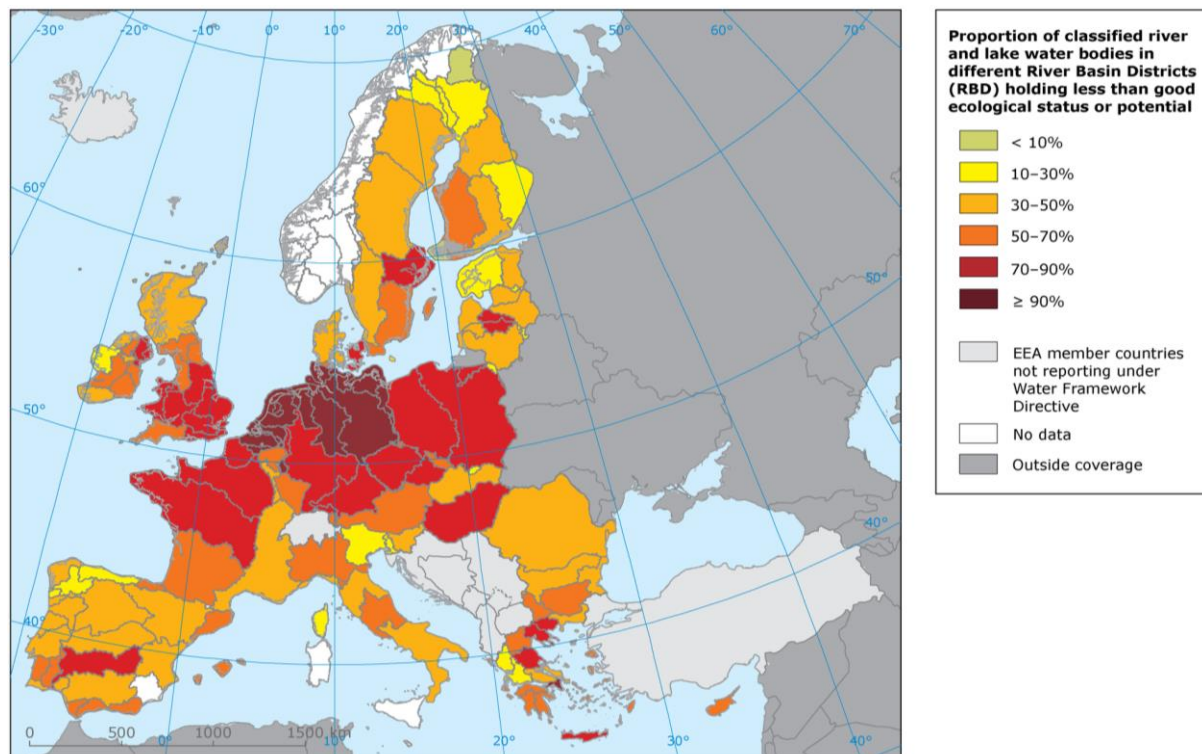 -30° -20° -10° 0° 10° 20° 30° 40° 50° 60° 70°
60°
50°
50°
40°
40°
0 500 1000 1500 km
0° 10° 20° 30° 40°
Proportion of classified river
and lake water bodies in
different River Basin Districts
(RBD) holding less than good
ecological status or potential
< 10%
10–30%
30–50%
50–70%
70–90%
≥ 90%
EEA member countries
not reporting under
Water Framework
Directive
No data
Outside coverage